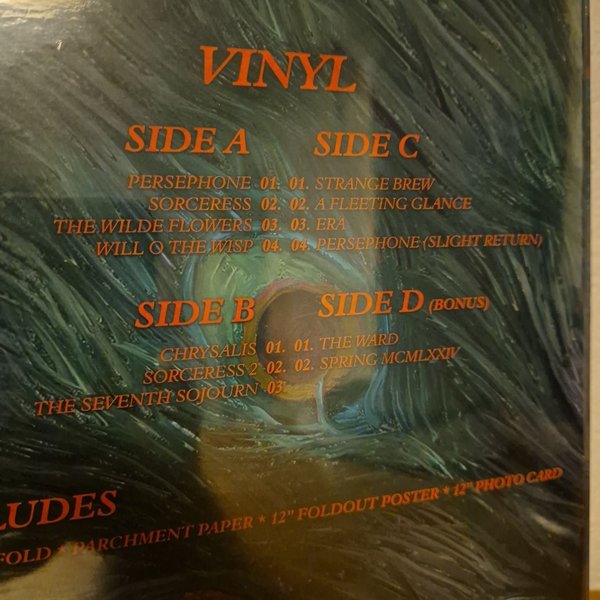 VINYL
SIDE A
PERSEPHONE 01.
SORCERESS 02.
THE WILDE FLOWERS 03.
WILL O THE WISP 04.
SIDE C
01. STRANGE BREW
02. A FLEETING GLANCE
03. ERA
04. PERSEPHONE (SLIGHT RETURN)
SIDE B
CHRYSALIS 01.
SORCERESS 2 02.
THE SEVENTH SOJOURN 03.
SIDE D (BONUS)
01. THE WARD
02. SPRING MCMLXXIV
LUDES
FOLD * PARCHMENT PAPER * 12" FOLDOUT POSTER * 12" PHOTO CARD